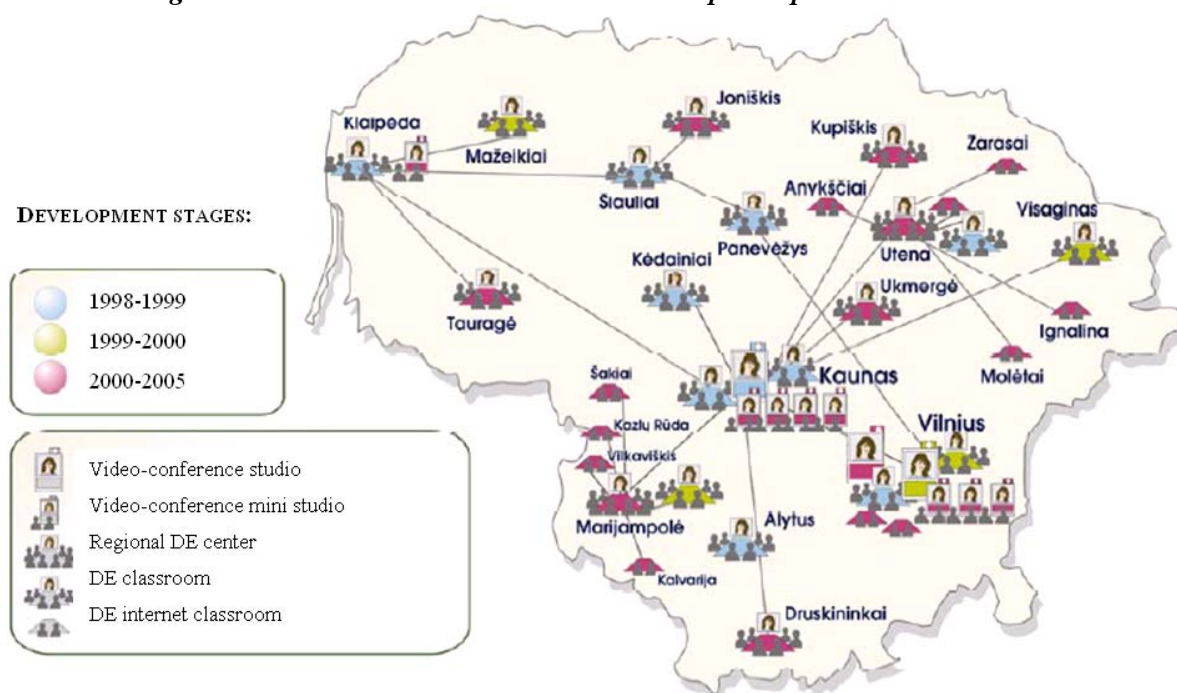 DEVELOPMENT STAGES:
1998-1999
1999-2000
2000-2005
Video-conference studio
Video-conference mini studio
Regional DE center
DE classroom
DE internet classroom
Klaipėda
Mažeikiai
Joniškis
Šiauliai
Kupiškis
Zarasai
Anykščiai
Visaginas
Panevėžys
Utena
Kėdainiai
Ukmergė
Tauragė
Ignalina
Molėtai
Kaunas
Šakiai
Kazlų Rūda
Vilkaviškis
Vilnius
Marijampolė
Alytus
Kalvarija
Druskininkai